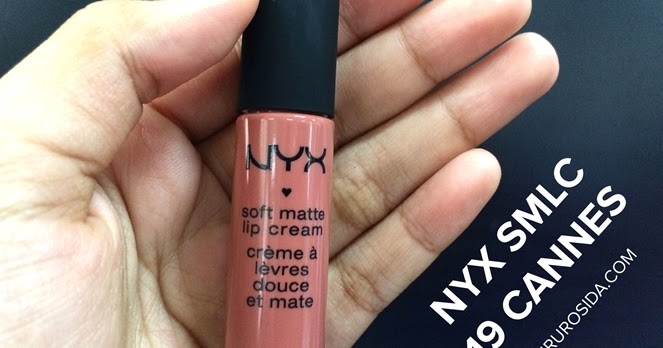 NYX
soft matte
lip cream
crème à
lèvres
douce
et mate
NYX SMLC
19 CANNES